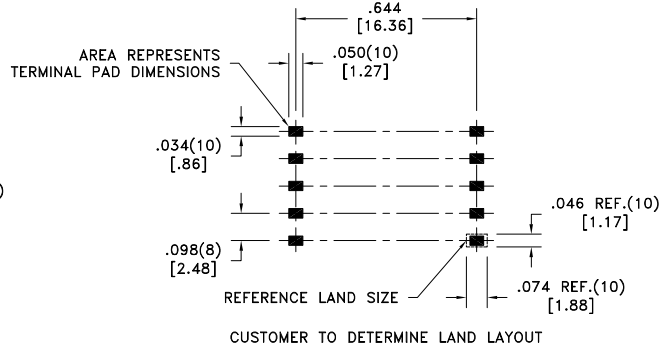 .644
[16.36]
AREA REPRESENTS
TERMINAL PAD DIMENSIONS
.050(10)
[1.27]
.034(10)
[.86]
)
.046 REF.(10)
[1.17]
.098(8)
[2.48]
.074 REF.(10)
[1.88]
REFERENCE LAND SIZE
CUSTOMER TO DETERMINE LAND LAYOUT